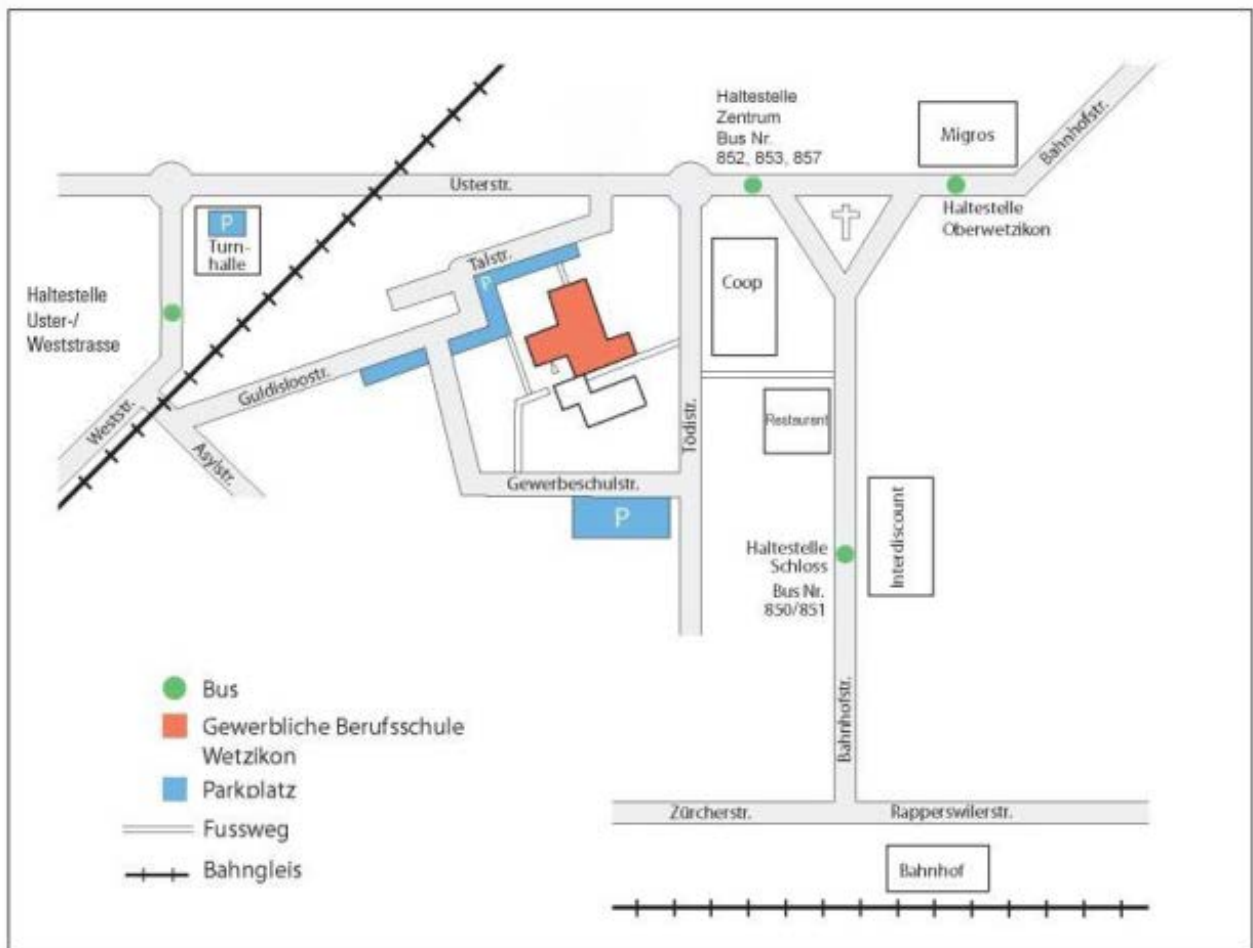 Haltestelle
Zentrum
Bus Nr.
852, 853, 857
Migros
Bahnhofstr.
Usterstr.
Haltestelle
Oberwetzikon
P
Turn-
halle
Talstr.
P
Coop
Haltestelle
Uster-/
Weststrasse
Guldisloostr.
Weststr.
Asylstr.
Tödistr.
Restaurant
Gewerbeschulstr.
P
Haltestelle
Schloss
Bus Nr.
850/851
Interdiscount
Bahnhofstr.
Bus
Gewerbliche Berufsschule
Wetzikon
Parkplatz
Fussweg
Bahngleis
Zürcherstr.
Rapperswilerstr.
Bahnhof